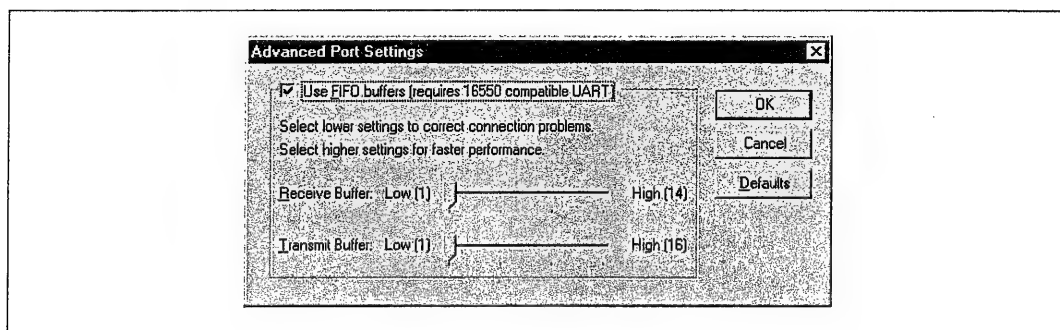 Advanced Port Settings
Use FIFO buffers (requires 16550 compatible UART)
OK
Select lower settings to correct connection problems.
Select higher settings for faster performance.
Cancel
Defaults
Receive Buffer: Low (1) High (14)
Transmit Buffer: Low (1) High (16)